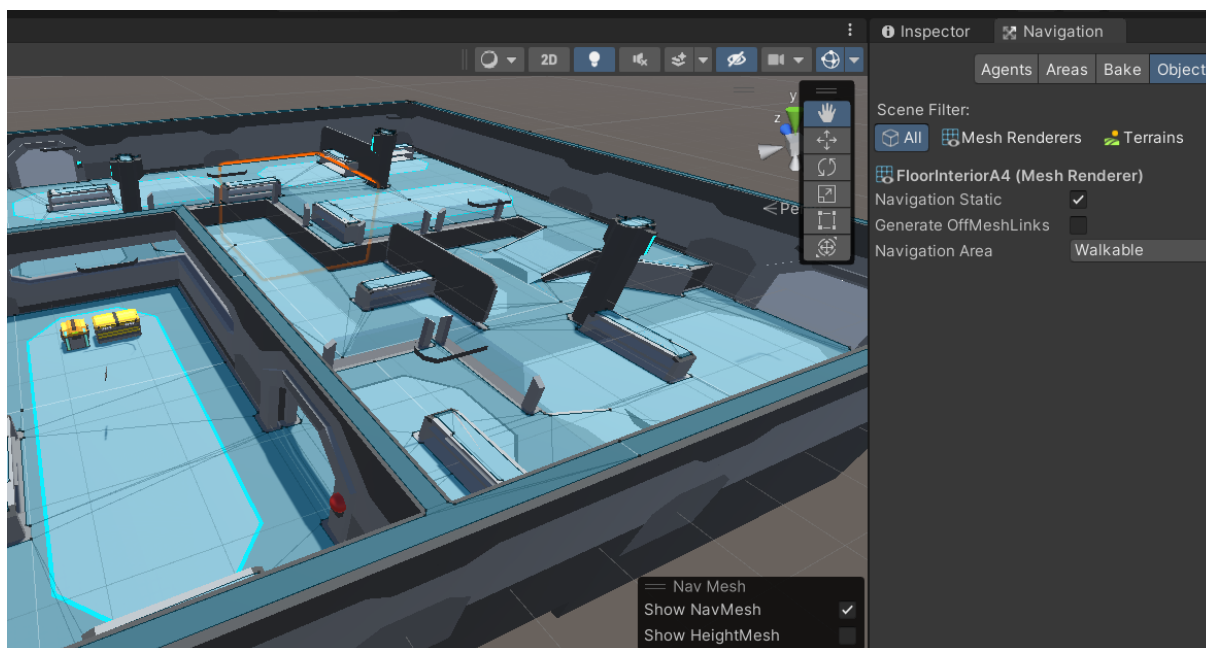 Inspector
Navigation
2D
Agents
Areas
Bake
Object
y
z
Pe
Scene Filter:
All
Mesh Renderers
Terrains
FloorInteriorA4 (Mesh Renderer)
Navigation Static
Generate OffMeshLinks
Navigation Area
Walkable
Nav Mesh
Show NavMesh
Show HeightMesh